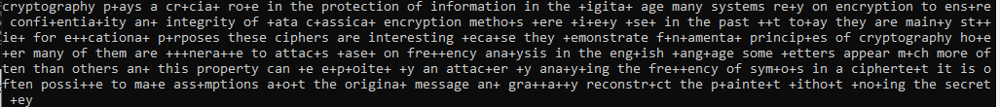 cryptography p+ays a cr+cia+ ro+e in the protection of information in the +igita+ age many systems re+y on encryption to ens+re
 confi+entia+ity an+ integrity of +ata c+assica+ encryption metho+s +ere +i+e+y +se+ in the past ++t to+ay they are main+y st++
ie+ for e++cationa+ p+rposes these ciphers are interesting +eca+se they +emonstrate f+n+amenta+ princip+es of cryptography ho+e
+er many of them are +++nera++e to attac+s +ase+ on fre++ency ana+ysis in the eng+ish +ang+age some +etters appear m+ch more of
ten than others an+ this property can +e e+p+oite+ +y an attac+er +y ana+y+ing the fre++ency of sym+o+s in a cipherte+t it is o
ften possi++e to ma+e ass+mptions a+o+t the origina+ message an+ gra++a++y reconstr+ct the p+ainte+t +itho+t +no+ing the secret
 +ey